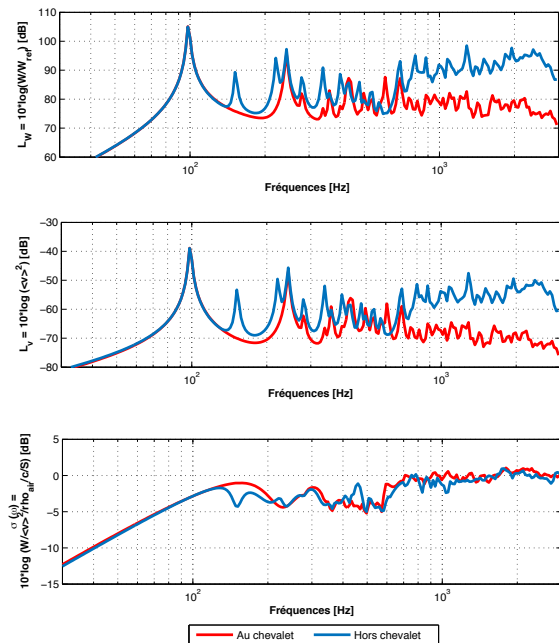 110
100
90
80
70
60
L_W = 10*log(W/W_ref) [dB]
10^2
10^3
Fréquences [Hz]
-30
-40
-50
-60
-70
-80
L_v = 10*log (<v>^2) [dB]
10^2
10^3
Fréquences [Hz]
5
0
-5
-10
-15
σ (ω) =
10*log (W/<v>^2/rho_air/c/S) [dB]
10^2
10^3
Fréquences [Hz]
Au chevalet
Hors chevalet